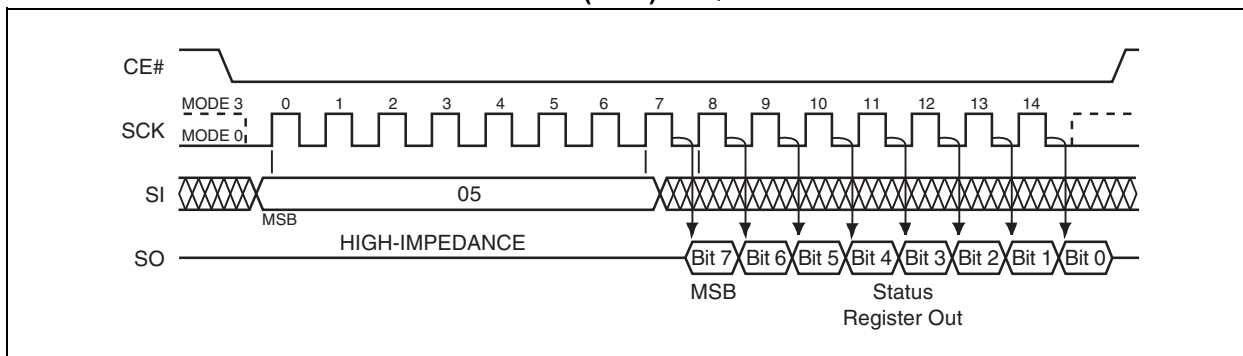 CE#
MODE 3 0 1 2 3 4 5 6 7 8 9 10 11 12 13 14
SCK
MODE 0
SI 05
MSB
HIGH-IMPEDANCE
SO Bit 7 Bit 6 Bit 5 Bit 4 Bit 3 Bit 2 Bit 1 Bit 0
MSB Status
Register Out